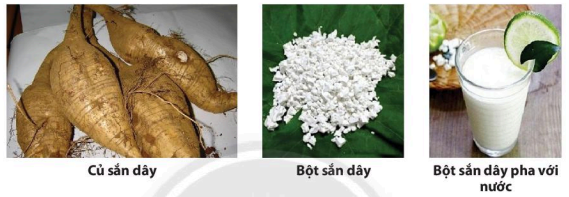 Củ sắn dây
Bột sắn dây
Bột sắn dây pha với
nước